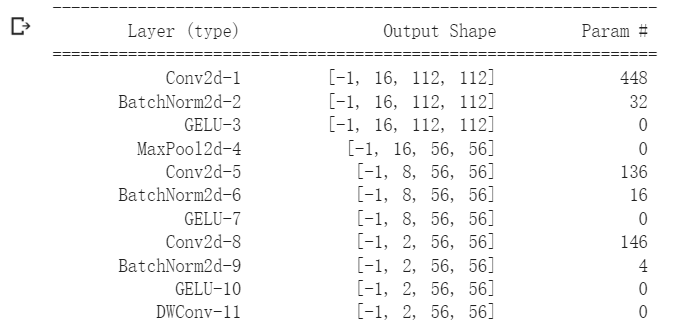 ----------------------------------------------------------------
Layer (type) Output Shape Param #
================================================================
Conv2d-1 [-1, 16, 112, 112] 448
BatchNorm2d-2 [-1, 16, 112, 112] 32
GELU-3 [-1, 16, 112, 112] 0
MaxPool2d-4 [-1, 16, 56, 56] 0
Conv2d-5 [-1, 8, 56, 56] 136
BatchNorm2d-6 [-1, 8, 56, 56] 16
GELU-7 [-1, 8, 56, 56] 0
Conv2d-8 [-1, 2, 56, 56] 146
BatchNorm2d-9 [-1, 2, 56, 56] 4
GELU-10 [-1, 2, 56, 56] 0
DWConv-11 [-1, 2, 56, 56] 0